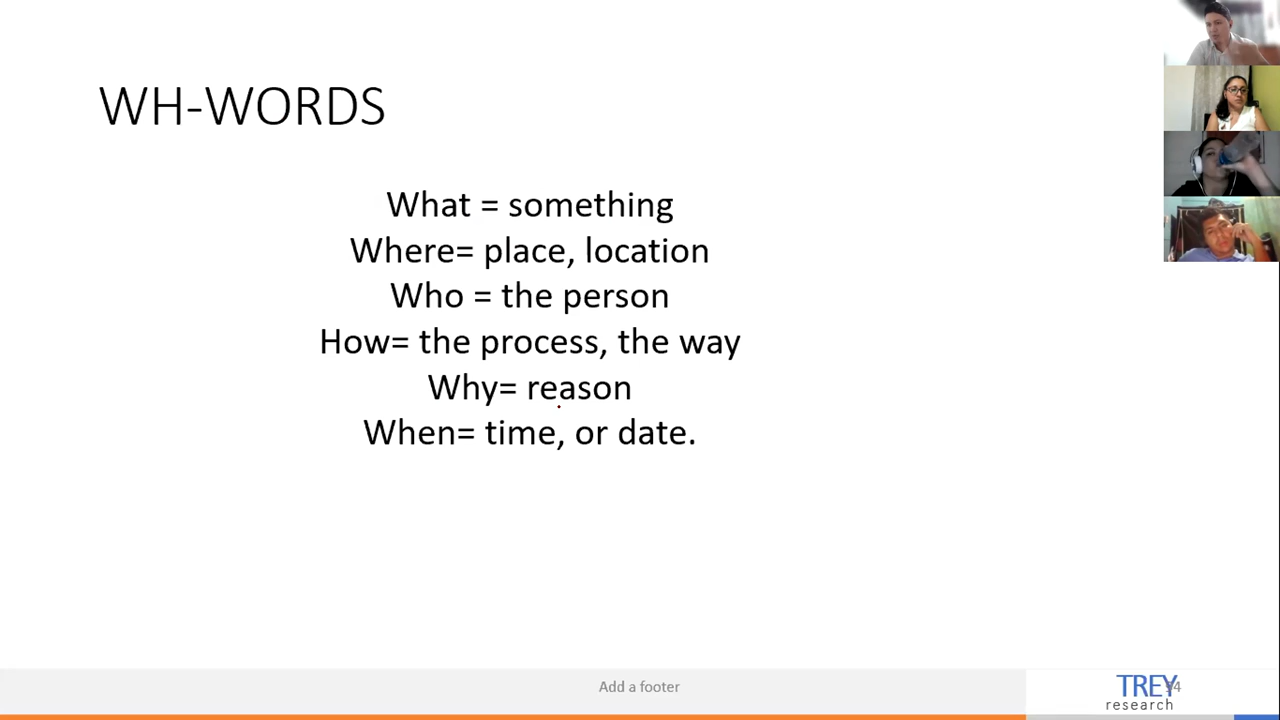 WH-WORDS
What = something
Where= place, location
Who = the person
How= the process, the way
Why= reason
When= time, or date.
Add a footer
TREY
94
research